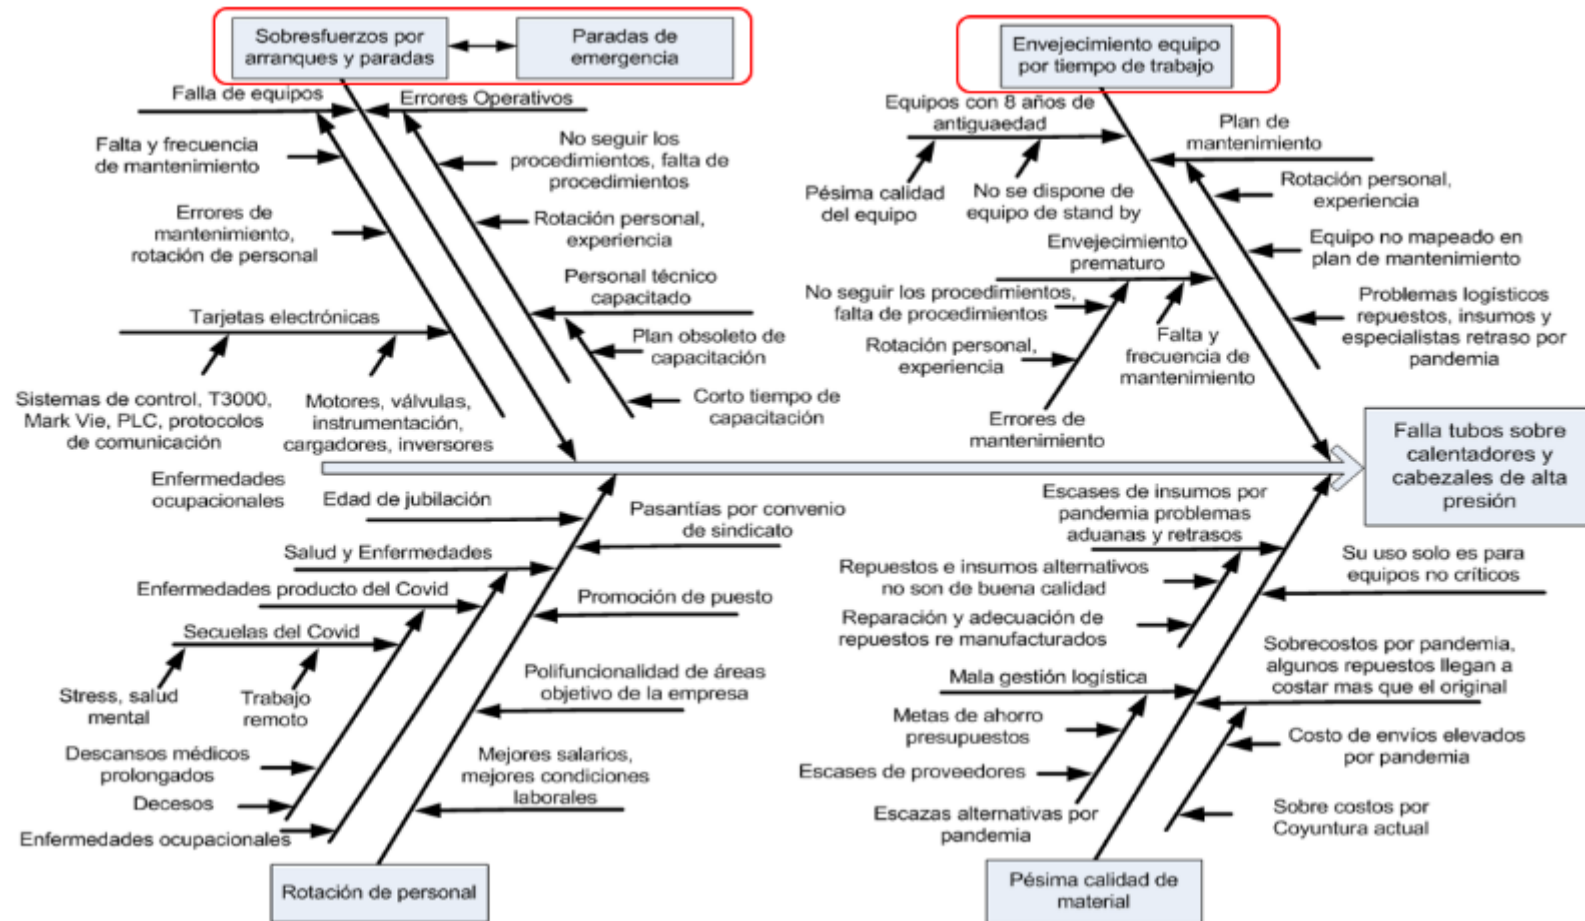 Sobresfuerzos por
arranques y paradas
Paradas de
emergencia
Envejecimiento equipo
por tiempo de trabajo
Falla de equipos
Errores Operativos
Falta y frecuencia
de mantenimiento
No seguir los
procedimientos, falta de
procedimientos
Errores de
mantenimiento,
rotación de personal
Rotación personal,
experiencia
Personal técnico
capacitado
Tarjetas electrónicas
Plan obsoleto de
capacitación
Sistemas de control, T3000,
Mark Vie, PLC, protocolos
de comunicación
Motores, válvulas,
instrumentación,
cargadores, inversores
Corto tiempo de
capacitación
Equipos con 8 años de
antiguaedad
Plan de
mantenimiento
Pésima calidad
del equipo
No se dispone de
equipo de stand by
Rotación personal,
experiencia
Envejecimiento
prematuro
Equipo no mapeado en
plan de mantenimiento
No seguir los procedimientos,
falta de procedimientos
Rotación personal,
experiencia
Falta y
frecuencia de
mantenimiento
Problemas logísticos
repuestos, insumos y
especialistas retraso por
pandemia
Errores de
mantenimiento
Falla tubos sobre
calentadores y
cabezales de alta
presión
Enfermedades
ocupacionales
Edad de jubilación
Pasantías por convenio
de sindicato
Salud y Enfermedades
Enfermedades producto del Covid
Promoción de puesto
Secuelas del Covid
Stress, salud
mental
Trabajo
remoto
Polifuncionalidad de áreas
objetivo de la empresa
Descansos médicos
prolongados
Decesos
Enfermedades ocupacionales
Mejores salarios,
mejores condiciones
laborales
Rotación de personal
Escases de insumos por
pandemia problemas
aduanas y retrasos
Su uso solo es para
equipos no críticos
Repuestos e insumos alternativos
no son de buena calidad
Reparación y adecuación de
repuestos re manufacturados
Sobrecostos por pandemia,
algunos repuestos llegan a
costar mas que el original
Mala gestión logística
Metas de ahorro
presupuestos
Costo de envíos elevados
por pandemia
Escases de proveedores
Escazas alternativas por
pandemia
Sobre costos por
Coyuntura actual
Pésima calidad de
material